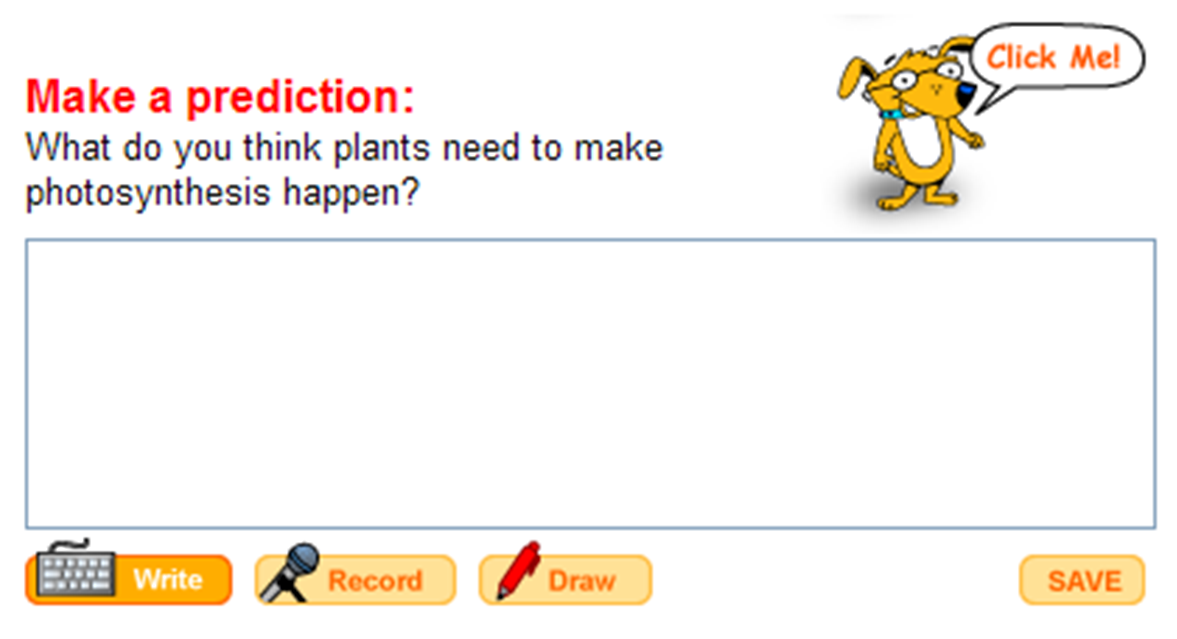 Click Me!
Make a prediction:
What do you think plants need to make
photosynthesis happen?
Write
Record
Draw
SAVE